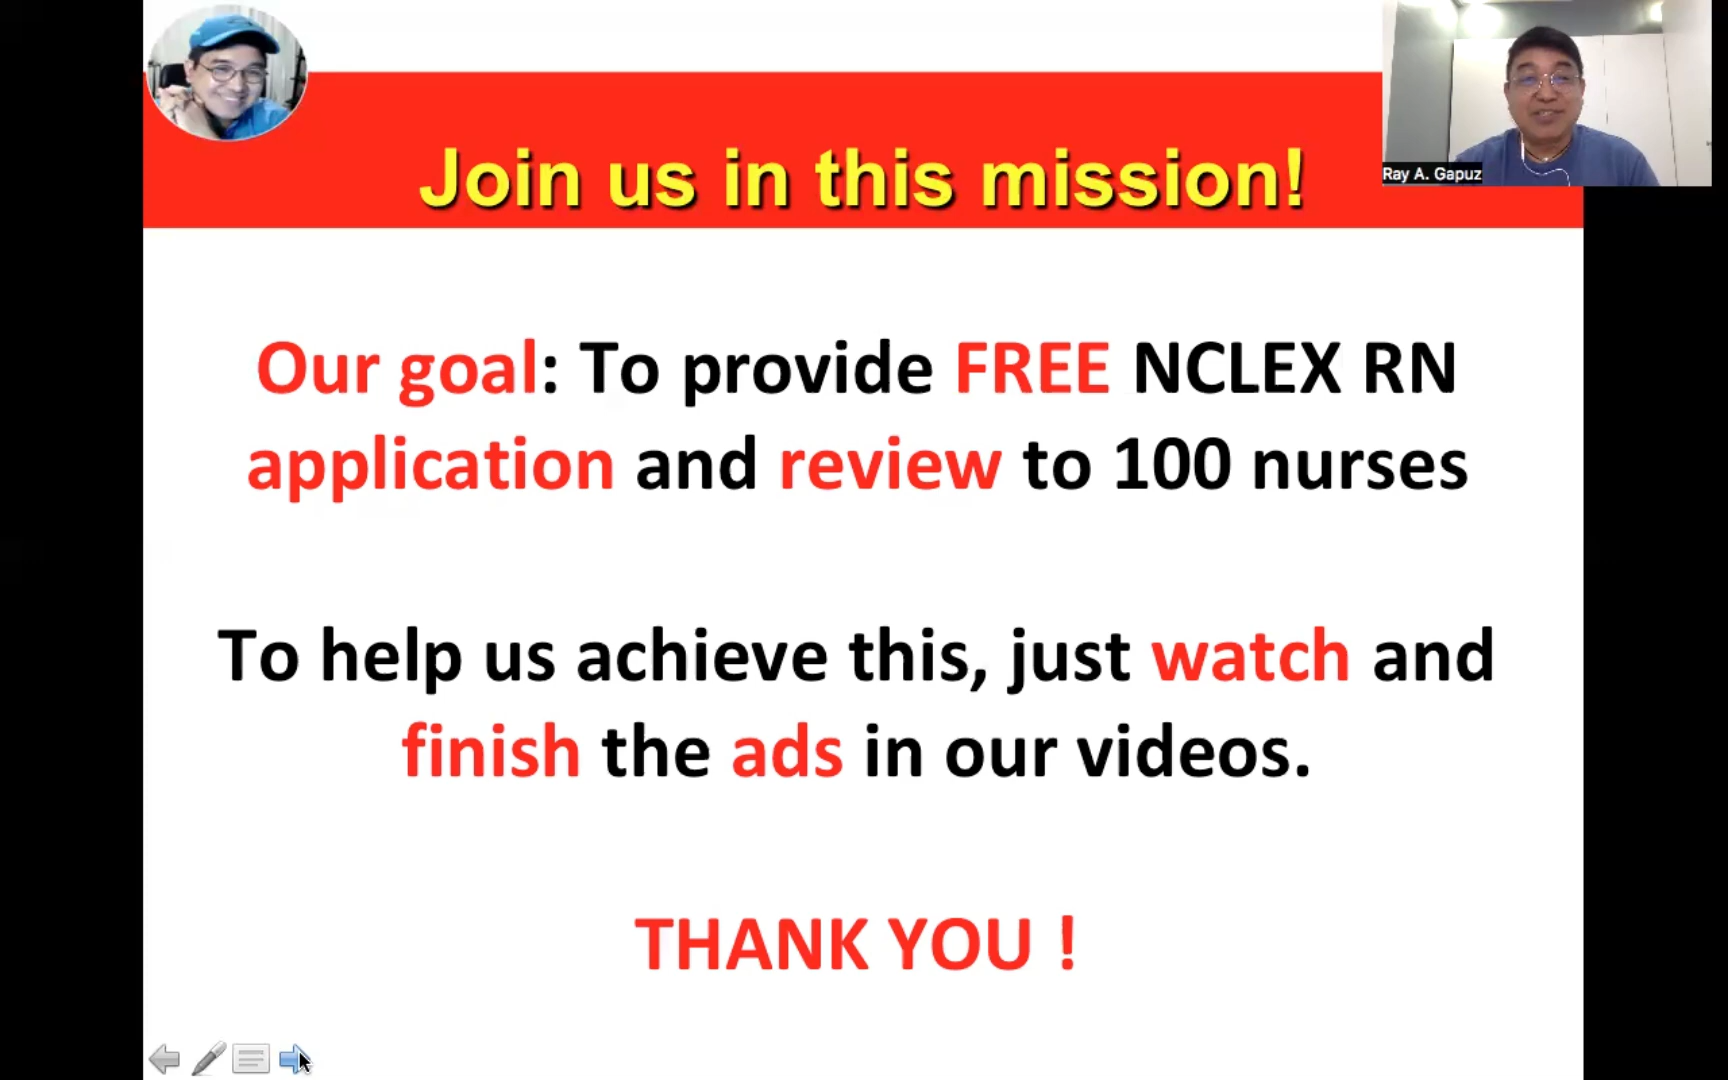 Join us in this mission!
Ray A. Gapuz
Our goal: To provide FREE NCLEX RN
application and review to 100 nurses
To help us achieve this, just watch and
finish the ads in our videos.
THANK YOU !